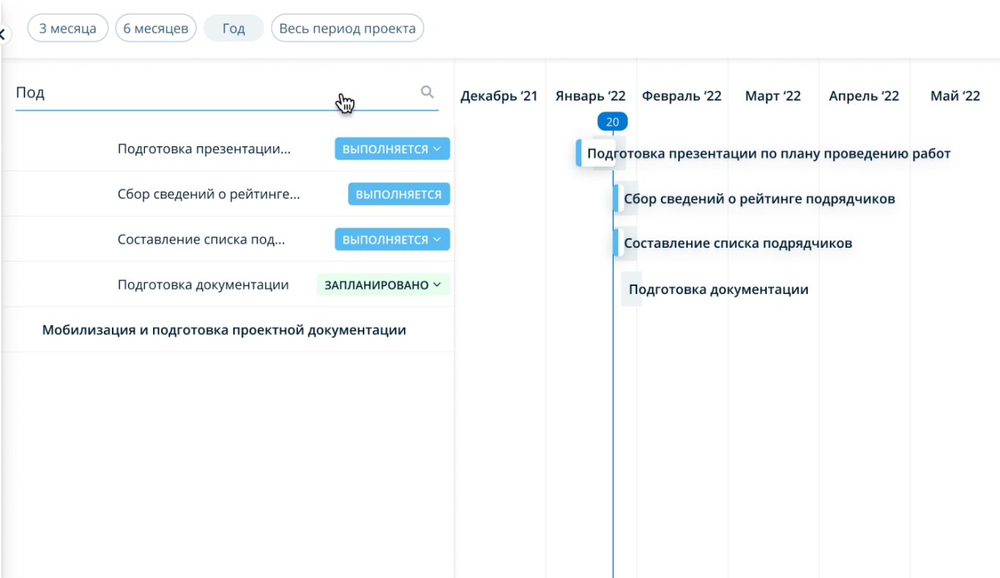 3 месяца 6 месяцев Год Весь период проекта
Под
Декабрь ‘21 Январь ‘22 Февраль ‘22 Март ‘22 Апрель ‘22 Май ‘22
20
Подготовка презентации... ВЫПОЛНЯЕТСЯ
Подготовка презентации по плану проведению работ
Сбор сведений о рейтинге... ВЫПОЛНЯЕТСЯ
Сбор сведений о рейтинге подрядчиков
Составление списка под... ВЫПОЛНЯЕТСЯ
Составление списка подрядчиков
Подготовка документации ЗАПЛАНИРОВАНО
Подготовка документации
Мобилизация и подготовка проектной документации